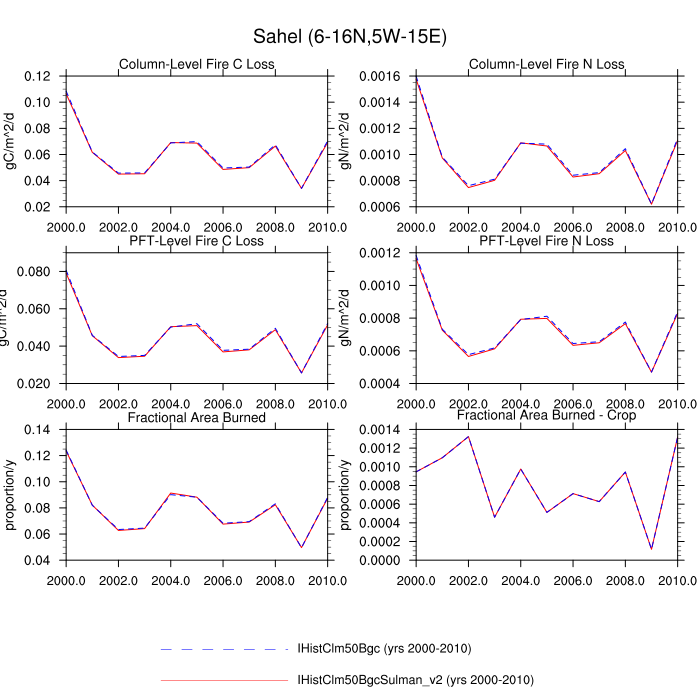 Sahel (6-16N,5W-15E)
Column-Level Fire C Loss
gC/m^2/d
0.12
0.10
0.08
0.06
0.04
0.02
2000.0 2002.0 2004.0 2006.0 2008.0 2010.0
Column-Level Fire N Loss
gN/m^2/d
0.0016
0.0014
0.0012
0.0010
0.0008
0.0006
2000.0 2002.0 2004.0 2006.0 2008.0 2010.0
PFT-Level Fire C Loss
gC/m^2/d
0.080
0.060
0.040
0.020
2000.0 2002.0 2004.0 2006.0 2008.0 2010.0
PFT-Level Fire N Loss
gN/m^2/d
0.0012
0.0010
0.0008
0.0006
0.0004
2000.0 2002.0 2004.0 2006.0 2008.0 2010.0
Fractional Area Burned
proportion/y
0.14
0.12
0.10
0.08
0.06
0.04
2000.0 2002.0 2004.0 2006.0 2008.0 2010.0
Fractional Area Burned - Crop
proportion/y
0.0014
0.0012
0.0010
0.0008
0.0006
0.0004
0.0002
0.0000
2000.0 2002.0 2004.0 2006.0 2008.0 2010.0
IHistClm50Bgc (yrs 2000-2010)
IHistClm50BgcSulman_v2 (yrs 2000-2010)